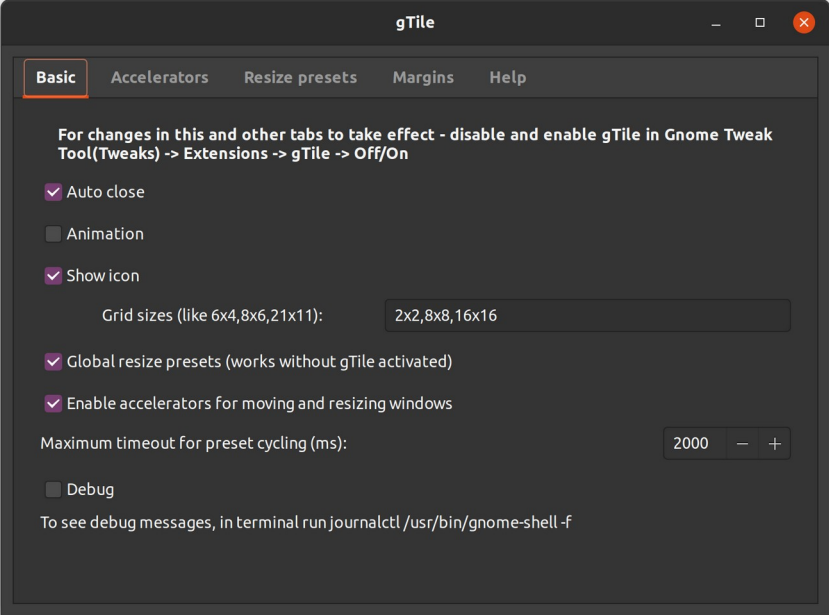 gTile
Basic Accelerators Resize presets Margins Help
For changes in this and other tabs to take effect - disable and enable gTile in Gnome Tweak
Tool(Tweaks) -> Extensions -> gTile -> Off/On
Auto close
Animation
Show icon
Grid sizes (like 6x4,8x6,21x11): 2x2,8x8,16x16
Global resize presets (works without gTile activated)
Enable accelerators for moving and resizing windows
Maximum timeout for preset cycling (ms): 2000
Debug
To see debug messages, in terminal run journalctl /usr/bin/gnome-shell -f